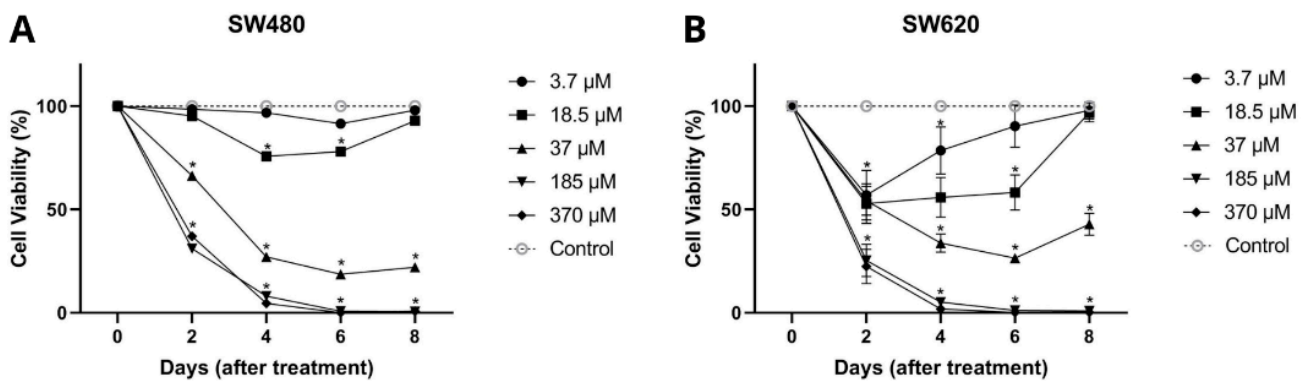 A
SW480
Cell Viability (%)
100
50
0
* * * * * * * * * *
0 2 4 6 8
Days (after treatment)
3.7 µM
18.5 µM
37 µM
185 µM
370 µM
Control
B
SW620
Cell Viability (%)
100
50
0
* * * * * * * * * *
0 2 4 6 8
Days (after treatment)
3.7 µM
18.5 µM
37 µM
185 µM
370 µM
Control